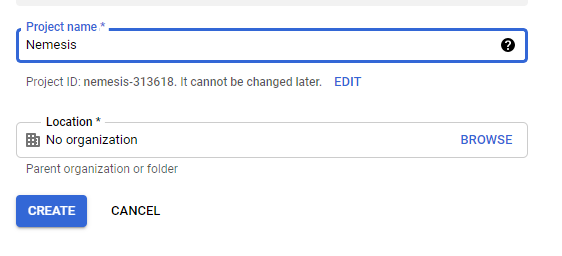 Project name *
Nemesis
Project ID: nemesis-313618. It cannot be changed later. EDIT
Location *
No organization BROWSE
Parent organization or folder
CREATE CANCEL